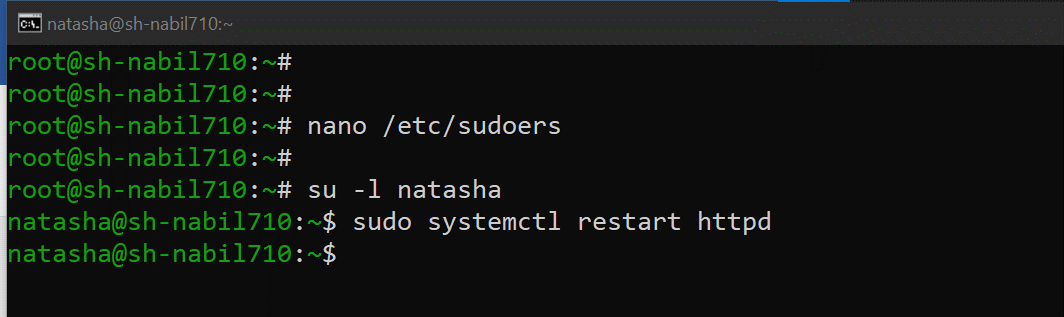 natasha@sh-nabil710:~
root@sh-nabil710:~#
root@sh-nabil710:~#
root@sh-nabil710:~# nano /etc/sudoers
root@sh-nabil710:~#
root@sh-nabil710:~# su -l natasha
natasha@sh-nabil710:~$ sudo systemctl restart httpd
natasha@sh-nabil710:~$